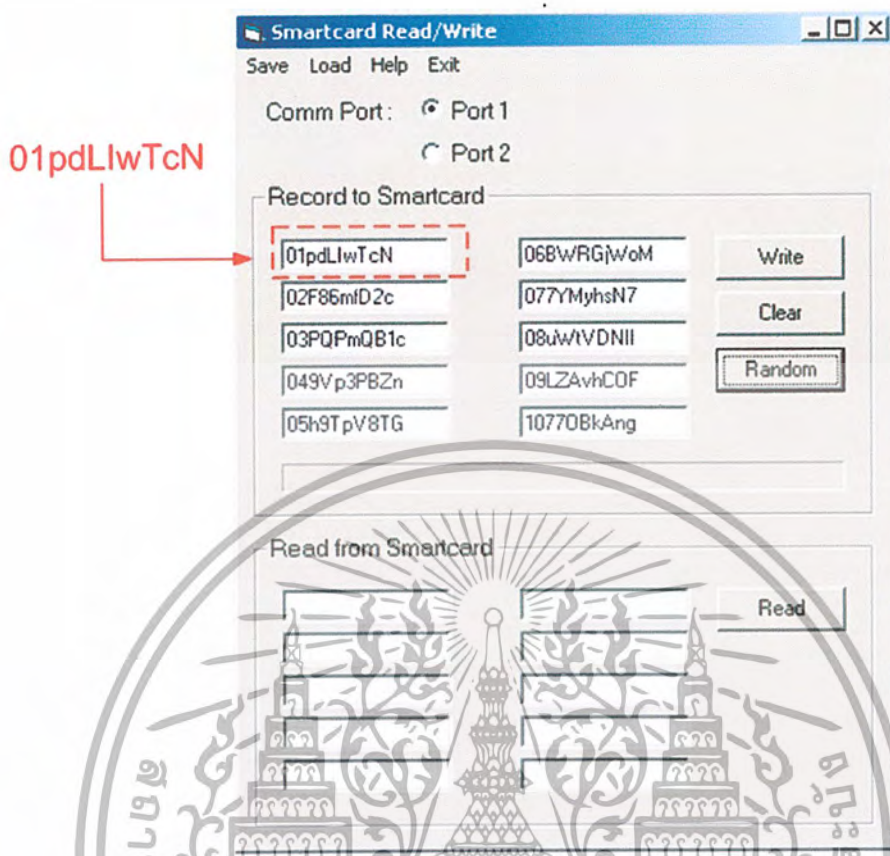 Smartcard Read/Write
Save Load Help Exit
Comm Port : Port 1
Port 2
01pdLIwTcN
Record to Smartcard
01pdLIwTcN 06BWRGjWoM Write
02F86mfD2c 077YMyhsN7 Clear
03PQPmQB1c 08uWtVDNII
049Vp3PBZn 09LZAvhCOF Random
05h9TpV8TG 1077OBkAng
Read from Smartcard
Read